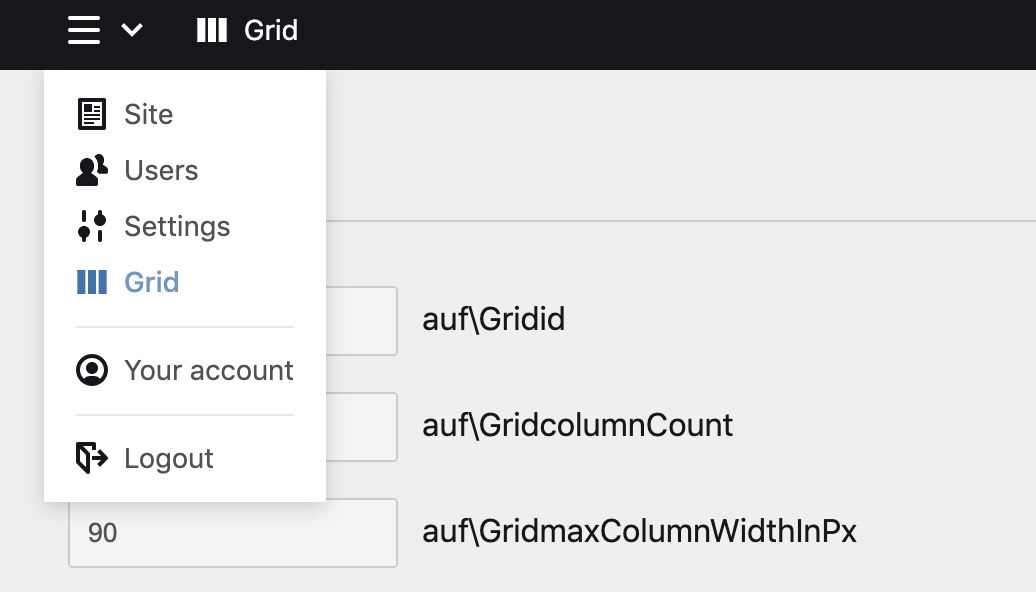 Grid
Site
Users
Settings
Grid
Your account
Logout
auf\Gridid
auf\GridcolumnCount
90 auf\GridmaxColumnWidthInPx